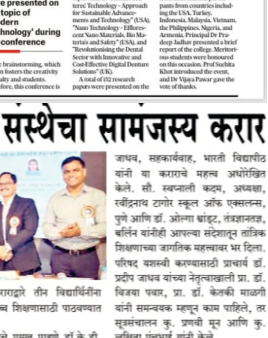 re presented on
topic of
dern
chnology' during
conference
brainstorming, which
n fosters the creativity
ulty and students.
efore, this conference is
terec Technology - Approach
for Sustainable Advance-
ments and Technology" (USA),
"Nano Technology - Efflores-
cent Nano Materials, Bio Ma-
terials and Safety" (USA), and
"Revolutionising the Dental
Sector with Innovative and
Cost-Effective Digital Denture
Solutions" (UK).
A total of 152 research
papers were presented on the
pants from countries includ-
ing the USA, Turkey,
Indonesia, Malaysia, Vietnam,
the Philippines, Nigeria, and
Armenia. Principal Dr Pra-
deep Jadhav presented a brief
report of the college. Meritori-
ous students were honoured
on this occasion. Prof Suchita
Khot introduced the event,
and Dr Vijaya Pawar gave the
vote of thanks.
संस्थेचा सामंजस्य करार
जाधव, सहकार्यवाह, भारती विद्यापीठ
यांनी या कराराचे महत्त्व अधोरेखित
केले. सौ. स्वप्नाली कदम, अध्यक्षा,
रवींद्रनाथ टागोर स्कूल ऑफ एक्सलन्स,
पुणे आणि डॉ. ओल्गा ब्रांडूट, तंत्रज्ञानतज्ञ,
बर्लिन यांनीही आपल्या संदेशातून तांत्रिक
शिक्षणाच्या जागतिक महत्त्वावर भर दिला.
परिषद यशस्वी करण्यासाठी प्राचार्य डॉ.
प्रदीप जाधव यांच्या नेतृत्वाखाली प्रा. डॉ.
विजया पवार, प्रा. डॉ. केतकी माळगी
यांनी समन्वयक म्हणून काम पाहिले, तर
सूत्रसंचालन कु. प्रणवी मून आणि कु.
राराद्वारे तीन विद्यार्थिनींना
च्च शिक्षणासाठी पाठवण्यात